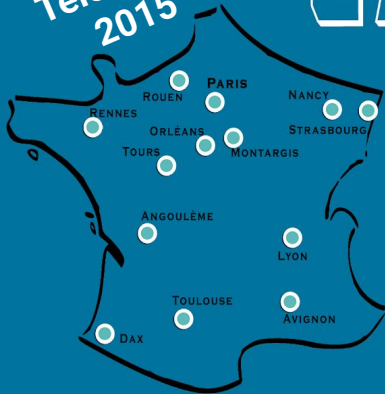 2015
ROUEN
PARIS
NANCY
RENNES
STRASBOURG
ORLÉANS
MONTARGIS
TOURS
ANGOULÊME
LYON
TOULOUSE
AVIGNON
DAX